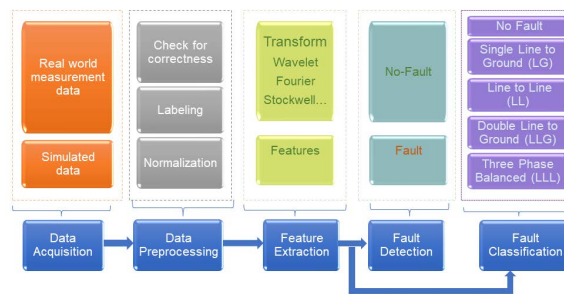 Real world
measurement
data
Simulated
data
Check for
correctness
Labeling
Normalization
Transform
Wavelet
Fourier
Stockwell...
Features
No-Fault
Fault
No Fault
Single Line to
Ground (LG)
Line to Line
(LL)
Double Line to
Ground (LLG)
Three Phase
Balanced (LLL)
Data
Acquisition
Data
Preprocessing
Feature
Extraction
Fault
Detection
Fault
Classification